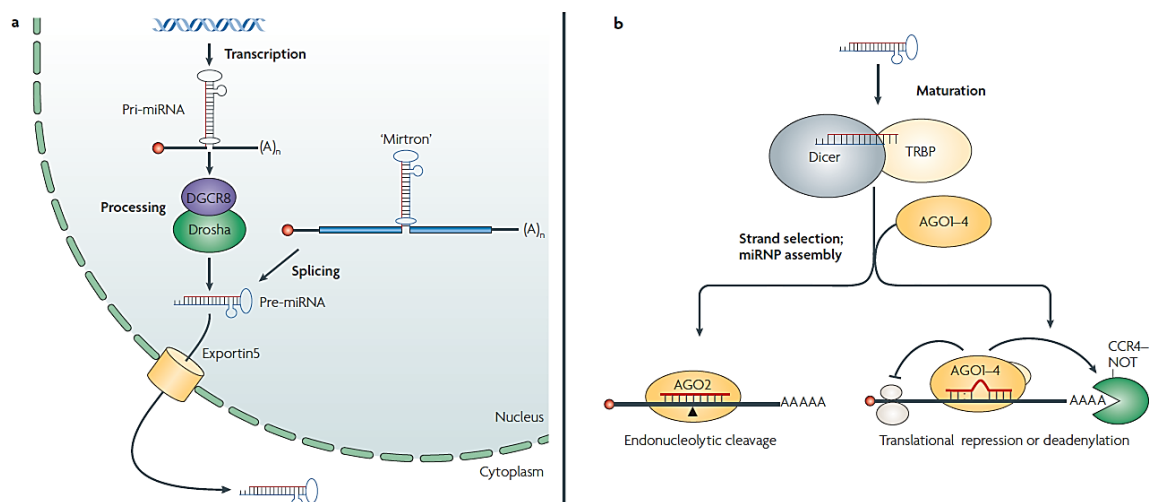 a
Transcription
Pri-miRNA
(A)n
'Mirtron'
Processing
DGCR8
Drosha
(A)n
Splicing
Pre-miRNA
Exportin5
Nucleus
Cytoplasm
b
Maturation
Dicer
TRBP
AGO1–4
Strand selection;
miRNP assembly
AGO2
AAAAA
Endonucleolytic cleavage
CCR4–
NOT
AGO1–4
AAAA
Translational repression or deadenylation